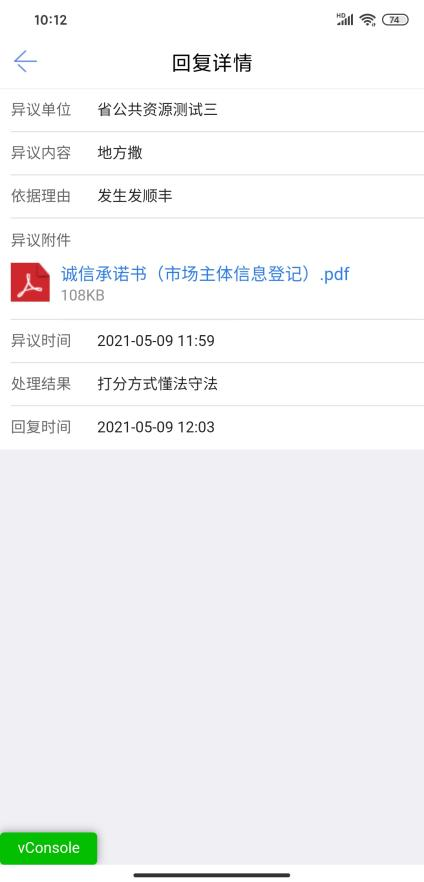 10:12
HD
74
回复详情
异议单位 省公共资源测试三
异议内容 地方撒
依据理由 发生发顺丰
异议附件
诚信承诺书（市场主体信息登记）.pdf
108KB
异议时间 2021-05-09 11:59
处理结果 打分方式懂法守法
回复时间 2021-05-09 12:03
vConsole